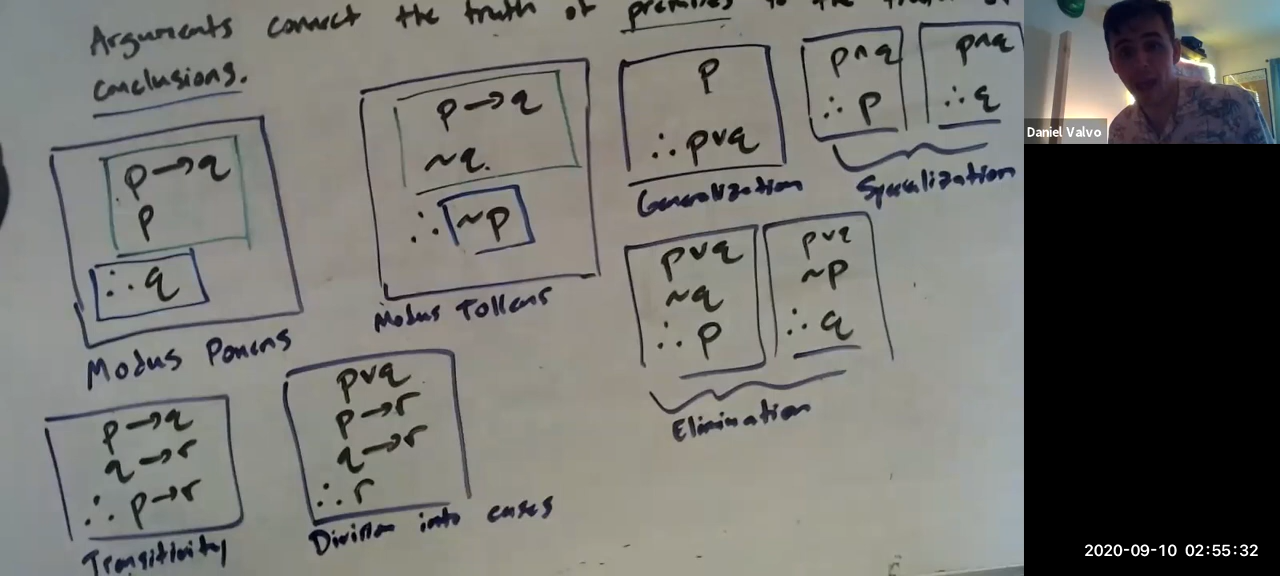 Arguments connect the truth of premises to the truth of
conclusions.
p→q
p
∴ q
Modus Ponens
p→q
~q.
∴ ~p
Modus Tollens
p
∴ p∨q
Generalization
p∧q
∴ p
p∧q
∴ q
Specialization
p∨q
~q
∴ p
p∨q
~p
∴ q
Elimination
p→q
q→r
∴ p→r
Transitivity
p∨q
p→r
q→r
∴ r
Division into cases
Daniel Valvo
2020-09-10 02:55:32